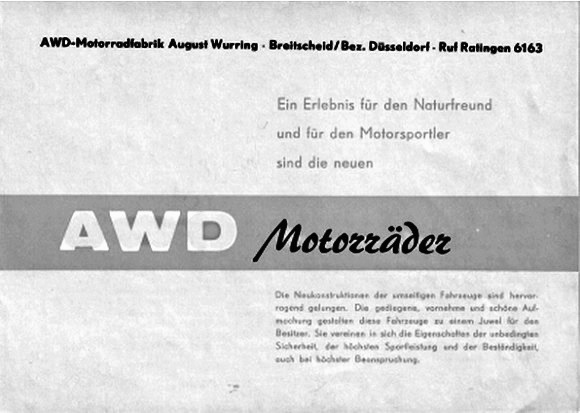 AWD-Motorradfabrik August Wurring - Breitscheid/Bez. Düsseldorf - Ruf Ratingen 6163
Ein Erlebnis für den Naturfreund
und für den Motorsportler
sind die neuen
AWD Motorräder
Die Neukonstruktionen der umseitigen Fahrzeuge sind hervor-
ragend gelungen. Die gediegene, vornehme und schöne Auf-
machung gestalten diese Fahrzeuge zu einem Juwel für den
Besitzer. Sie vereinen in sich die Eigenschaften der unbedingten
Sicherheit, der höchsten Sportleistung und der Beständigkeit,
auch bei höchster Beanspruchung.